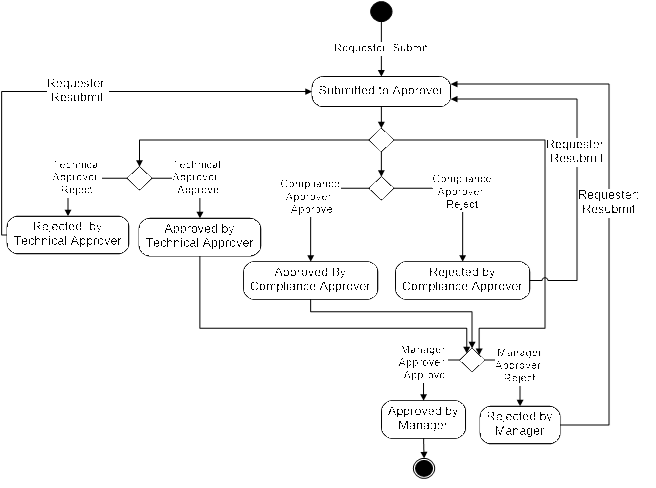 Requester: Submit
Submitted to Approver
Requester:
Resubmit
Requester:
Resubmit
Requester:
Resubmit
Technical
Approver
Reject
Technical
Approver
Approve
Compliance
Approver
Approve
Compliance
Approver
Reject
Rejected by
Technical Approver
Approved by
Technical Approver
Approved By
Compliance Approver
Rejected by
Compliance Approver
Manager
Approver
Approve
Manager
Approver
Reject
Approved by
Manager
Rejected by
Manager